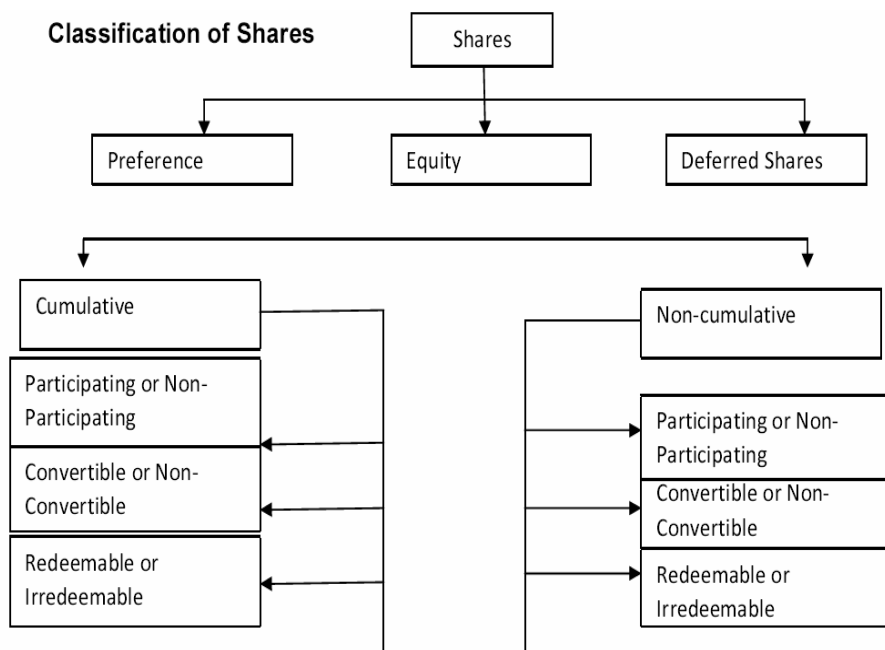 Classification of Shares
Shares
Preference
Equity
Deferred Shares
Cumulative
Participating or Non-
Participating
Convertible or Non-
Convertible
Redeemable or
Irredeemable
Non-cumulative
Participating or Non-
Participating
Convertible or Non-
Convertible
Redeemable or
Irredeemable